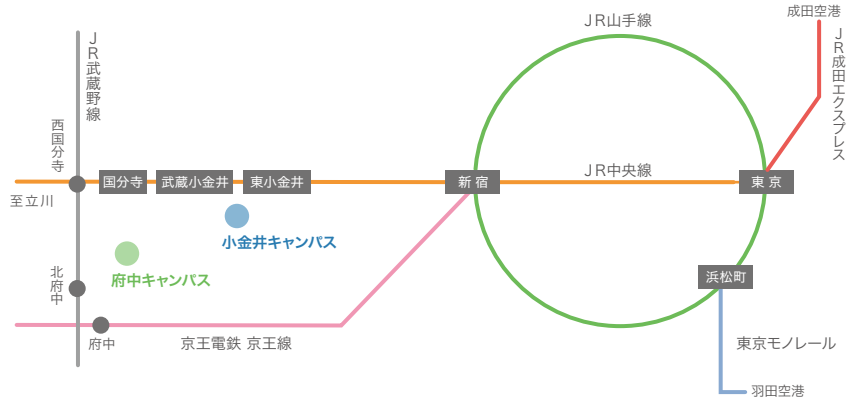 成田空港
JR山手線
JR武蔵野線
JR成田エクスプレス
西国分寺
国分寺
武蔵小金井
東小金井
新宿
JR中央線
東京
至立川
小金井キャンパス
府中キャンパス
北府中
浜松町
府中
京王電鉄 京王線
東京モノレール
羽田空港